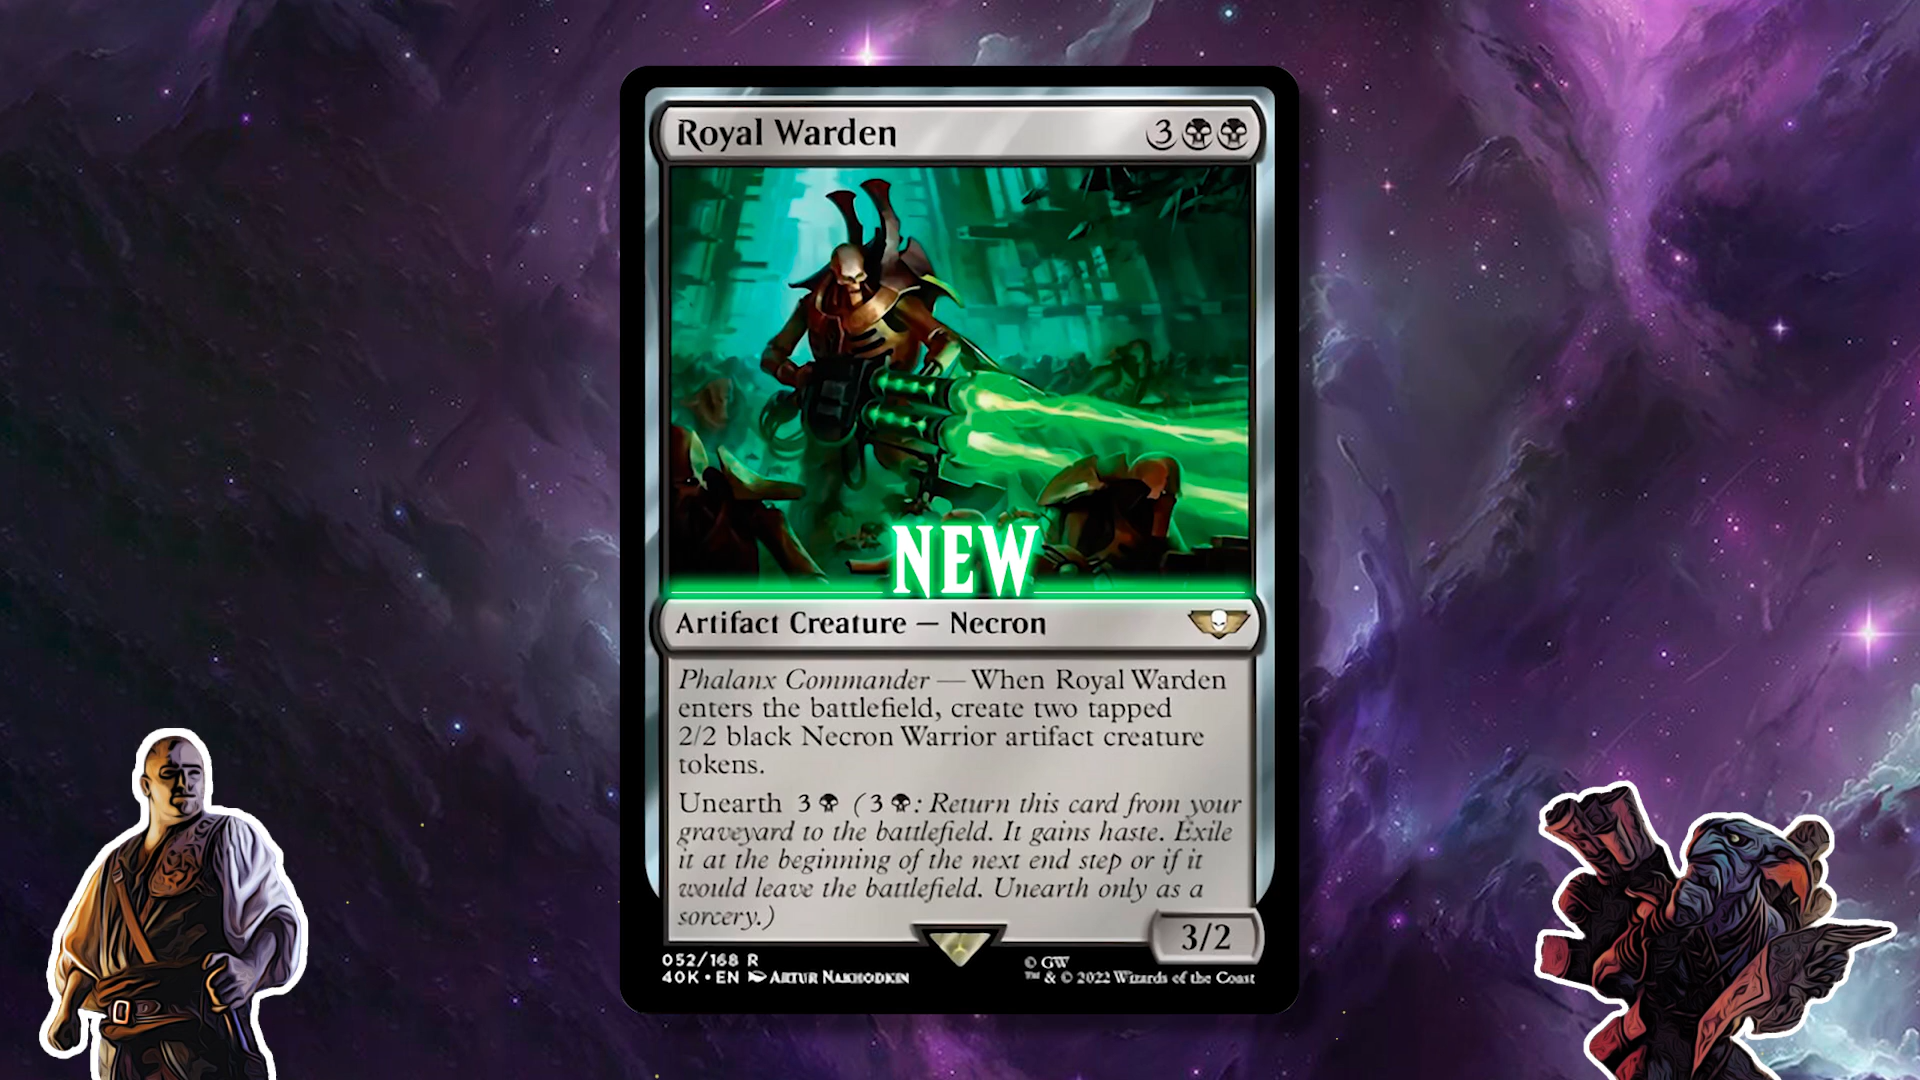 Royal Warden 3
NEW
Artifact Creature — Necron
Phalanx Commander — When Royal Warden
enters the battlefield, create two tapped
2/2 black Necron Warrior artifact creature
tokens.
Unearth 3 (3 : Return this card from your
graveyard to the battlefield. It gains haste. Exile
it at the beginning of the next end step or if it
would leave the battlefield. Unearth only as a
sorcery.)
3/2
052/168 R
40K • EN Artur Nakhodkin
© GW
™ & © 2022 Wizards of the Coast